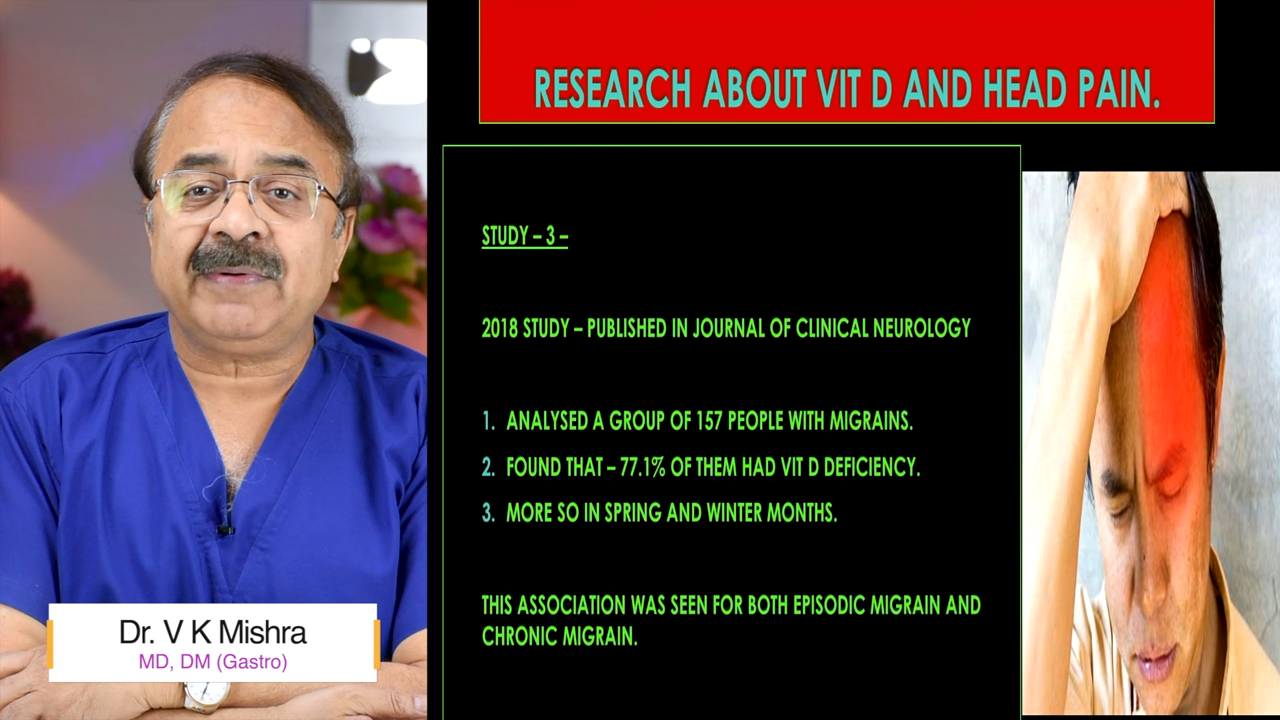 RESEARCH ABOUT VIT D AND HEAD PAIN.
STUDY – 3 –
2018 STUDY – PUBLISHED IN JOURNAL OF CLINICAL NEUROLOGY
1. ANALYSED A GROUP OF 157 PEOPLE WITH MIGRAINS.
2. FOUND THAT – 77.1% OF THEM HAD VIT D DEFICIENCY.
3. MORE SO IN SPRING AND WINTER MONTHS.
THIS ASSOCIATION WAS SEEN FOR BOTH EPISODIC MIGRAIN AND
CHRONIC MIGRAIN.
Dr. V K Mishra
MD, DM (Gastro)